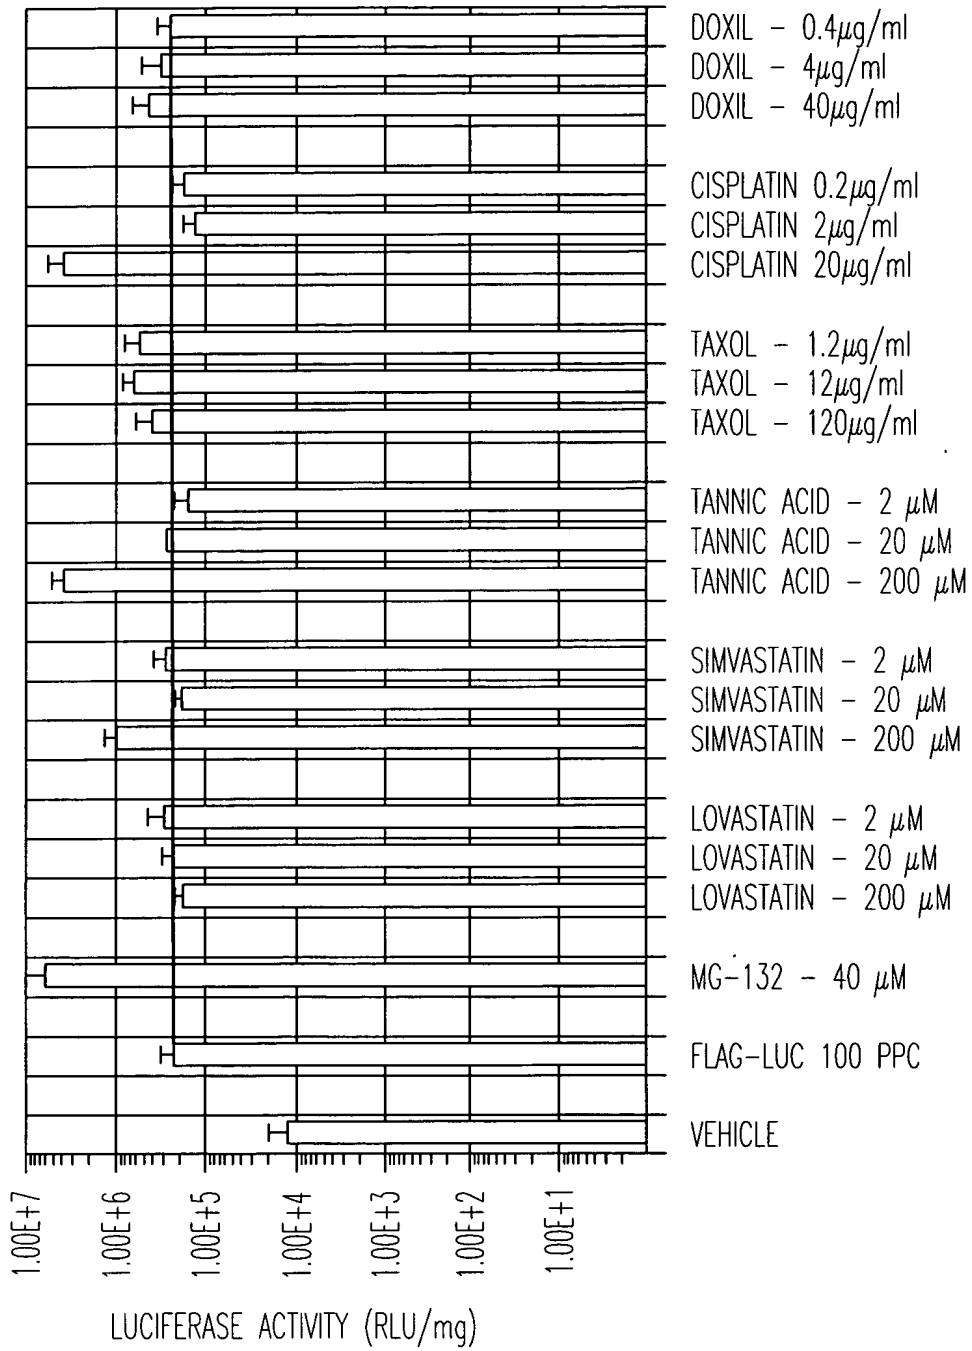 DOXIL – 0.4μg/ml
DOXIL – 4μg/ml
DOXIL – 40μg/ml
CISPLATIN 0.2μg/ml
CISPLATIN 2μg/ml
CISPLATIN 20μg/ml
TAXOL – 1.2μg/ml
TAXOL – 12μg/ml
TAXOL – 120μg/ml
TANNIC ACID – 2 μM
TANNIC ACID – 20 μM
TANNIC ACID – 200 μM
SIMVASTATIN – 2 μM
SIMVASTATIN – 20 μM
SIMVASTATIN – 200 μM
LOVASTATIN – 2 μM
LOVASTATIN – 20 μM
LOVASTATIN – 200 μM
MG-132 – 40 μM
FLAG-LUC 100 PPC
VEHICLE
1.00E+7
1.00E+6
1.00E+5
1.00E+4
1.00E+3
1.00E+2
1.00E+1
LUCIFERASE ACTIVITY (RLU/mg)